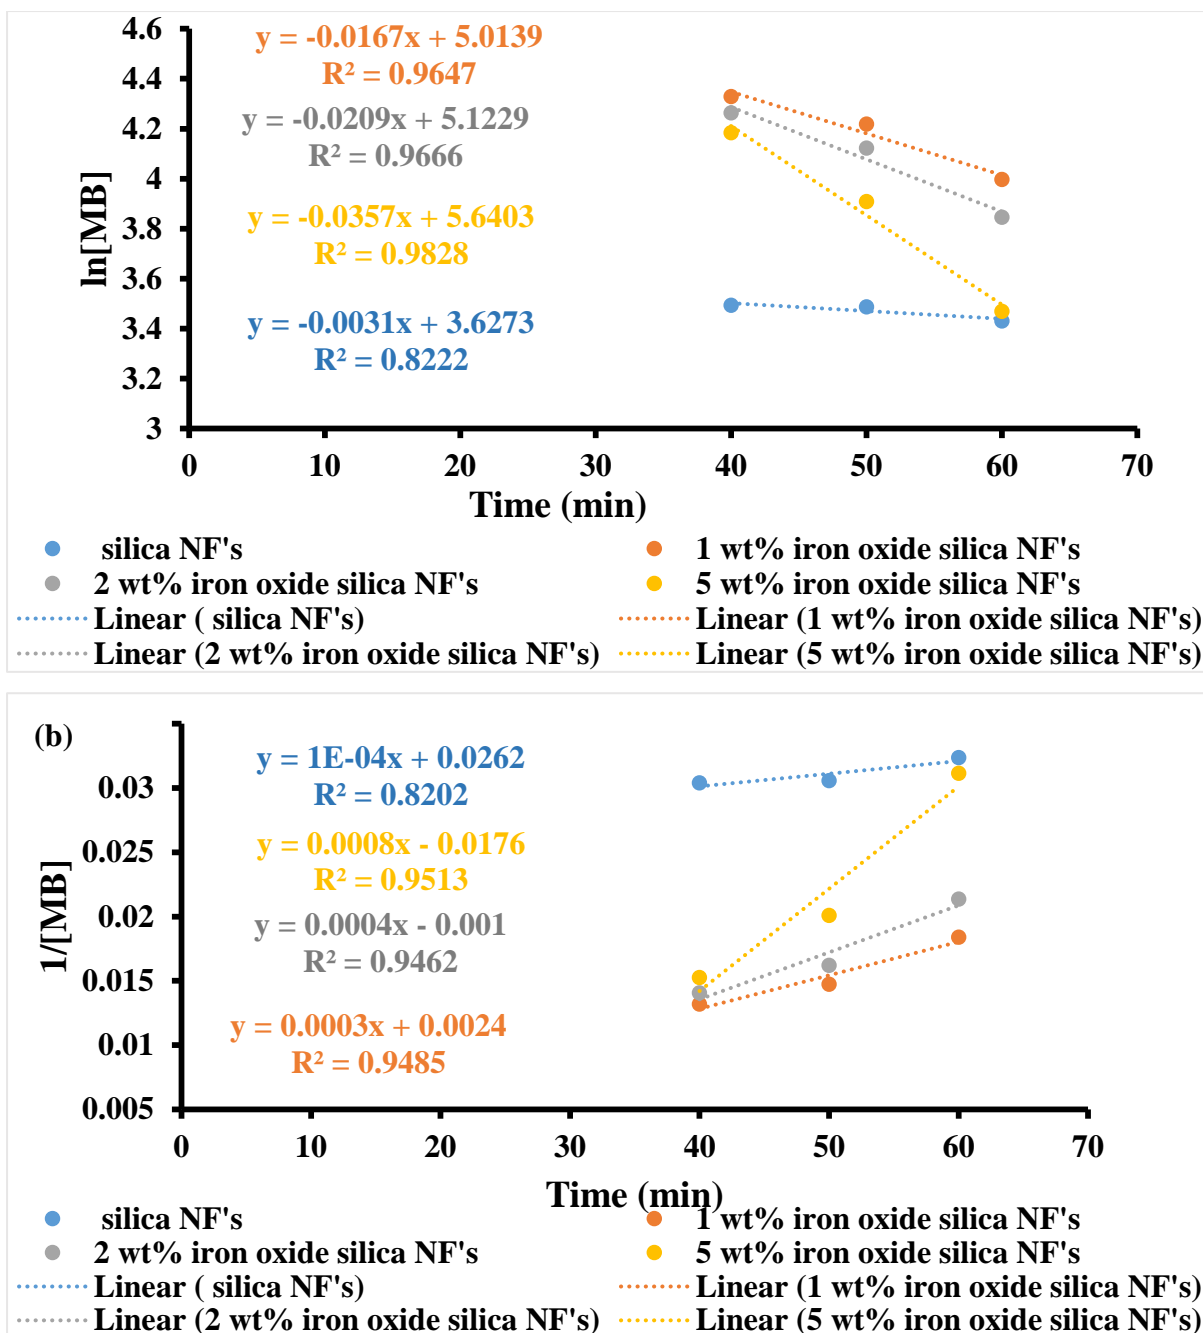 4.6
4.4
4.2
4
3.8
3.6
3.4
3.2
3
ln[MB]
y = -0.0167x + 5.0139
R² = 0.9647
y = -0.0209x + 5.1229
R² = 0.9666
y = -0.0357x + 5.6403
R² = 0.9828
y = -0.0031x + 3.6273
R² = 0.8222
0 10 20 30 40 50 60 70
Time (min)
silica NF's 1 wt% iron oxide silica NF's
2 wt% iron oxide silica NF's 5 wt% iron oxide silica NF's
Linear ( silica NF's) Linear (1 wt% iron oxide silica NF's)
Linear (2 wt% iron oxide silica NF's) Linear (5 wt% iron oxide silica NF's)
(b)
0.03
0.025
0.02
0.015
0.01
0.005
1/[MB]
y = 1E-04x + 0.0262
R² = 0.8202
y = 0.0008x - 0.0176
R² = 0.9513
y = 0.0004x - 0.001
R² = 0.9462
y = 0.0003x + 0.0024
R² = 0.9485
0 10 20 30 40 50 60 70
Time (min)
silica NF's 1 wt% iron oxide silica NF's
2 wt% iron oxide silica NF's 5 wt% iron oxide silica NF's
Linear ( silica NF's) Linear (1 wt% iron oxide silica NF's)
Linear (2 wt% iron oxide silica NF's) Linear (5 wt% iron oxide silica NF's)